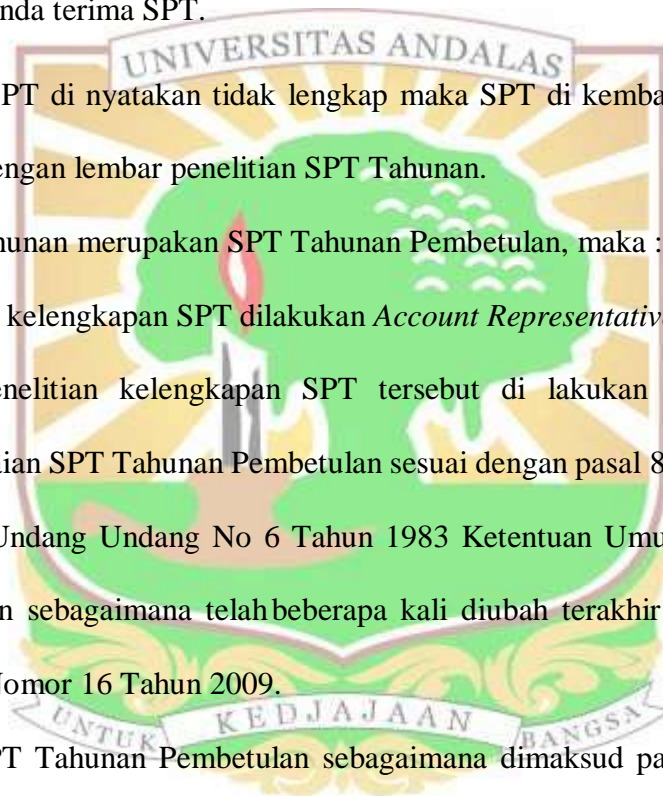 nda terima SPT.
UNIVERSITAS ANDALAS
PT di nyatakan tidak lengkap maka SPT di kemba
engan lembar penelitian SPT Tahunan.
hunan merupakan SPT Tahunan Pembetulan, maka :
kelengkapan SPT dilakukan Account Representativ
enelitian kelengkapan SPT tersebut di lakukan
ian SPT Tahunan Pembetulan sesuai dengan pasal 8
Undang Undang No 6 Tahun 1983 Ketentuan Umu
n sebagaimana telah beberapa kali diubah terakhir
Nomor 16 Tahun 2009.
UNTUK KEDJAJAAN BANGSA
PT Tahunan Pembetulan sebagaimana dimaksud pa